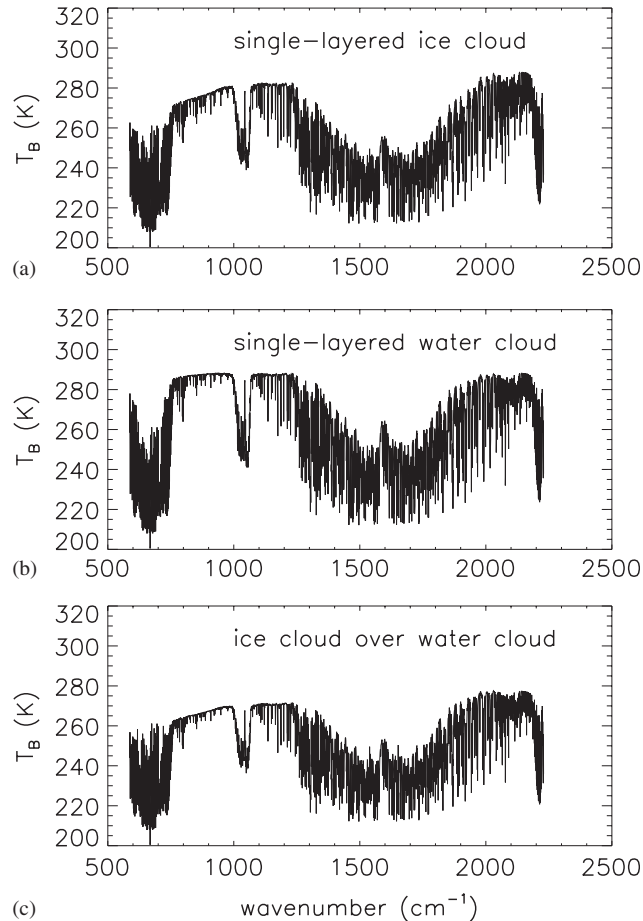 320
single-layered ice cloud
300
280
T_B (K)
260
240
220
200
(a)
500 1000 1500 2000 2500
320
single-layered water cloud
300
280
T_B (K)
260
240
220
200
(b)
500 1000 1500 2000 2500
320
ice cloud over water cloud
300
280
T_B (K)
260
240
220
200
500 1000 1500 2000 2500
(c)
wavenumber (cm⁻¹)